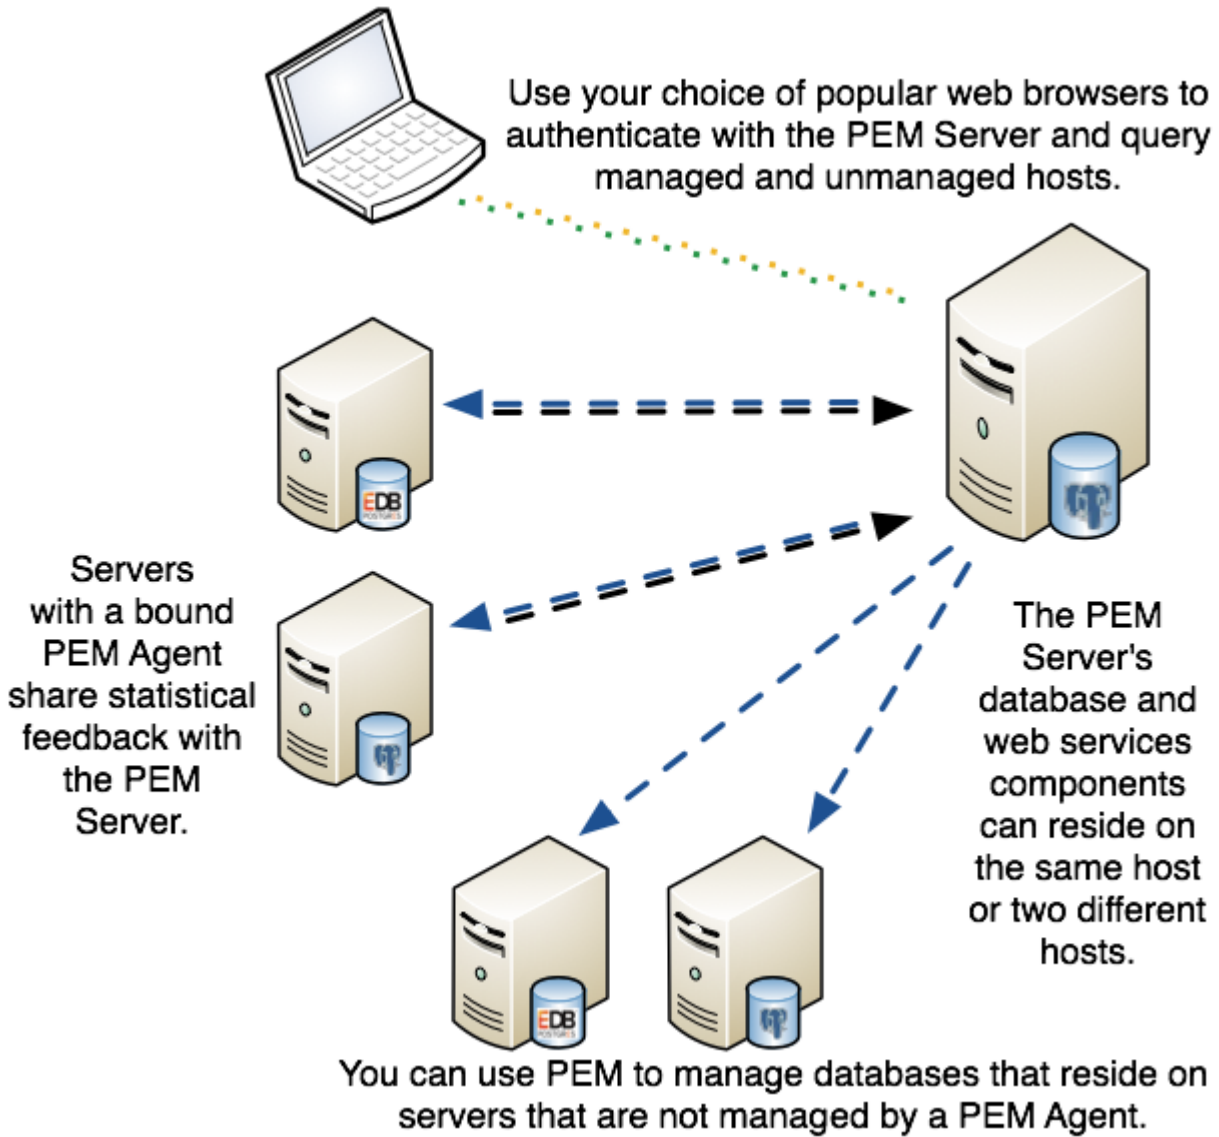 Use your choice of popular web browsers to
authenticate with the PEM Server and query
managed and unmanaged hosts.
EDB
POSTGRES
Servers
with a bound
PEM Agent
share statistical
feedback with
the PEM
Server.
The PEM
Server's
database and
web services
components
can reside on
the same host
or two different
hosts.
EDB
POSTGRES
You can use PEM to manage databases that reside on
servers that are not managed by a PEM Agent.